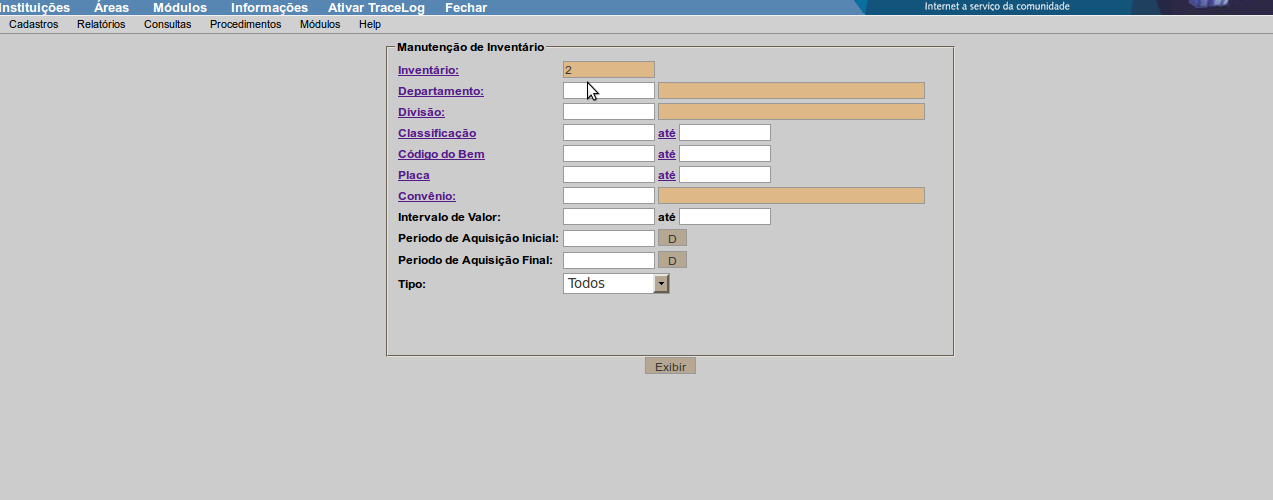 Instituições Áreas Módulos Informações Ativar TraceLog Fechar
Internet a serviço da comunidade
Cadastros Relatórios Consultas Procedimentos Módulos Help
Manutenção de Inventário
Inventário: 2
Departamento:
Divisão:
Classificação até
Código do Bem até
Placa até
Convênio:
Intervalo de Valor: até
Periodo de Aquisição Inicial: D
Periodo de Aquisição Final: D
Tipo: Todos
Exibir